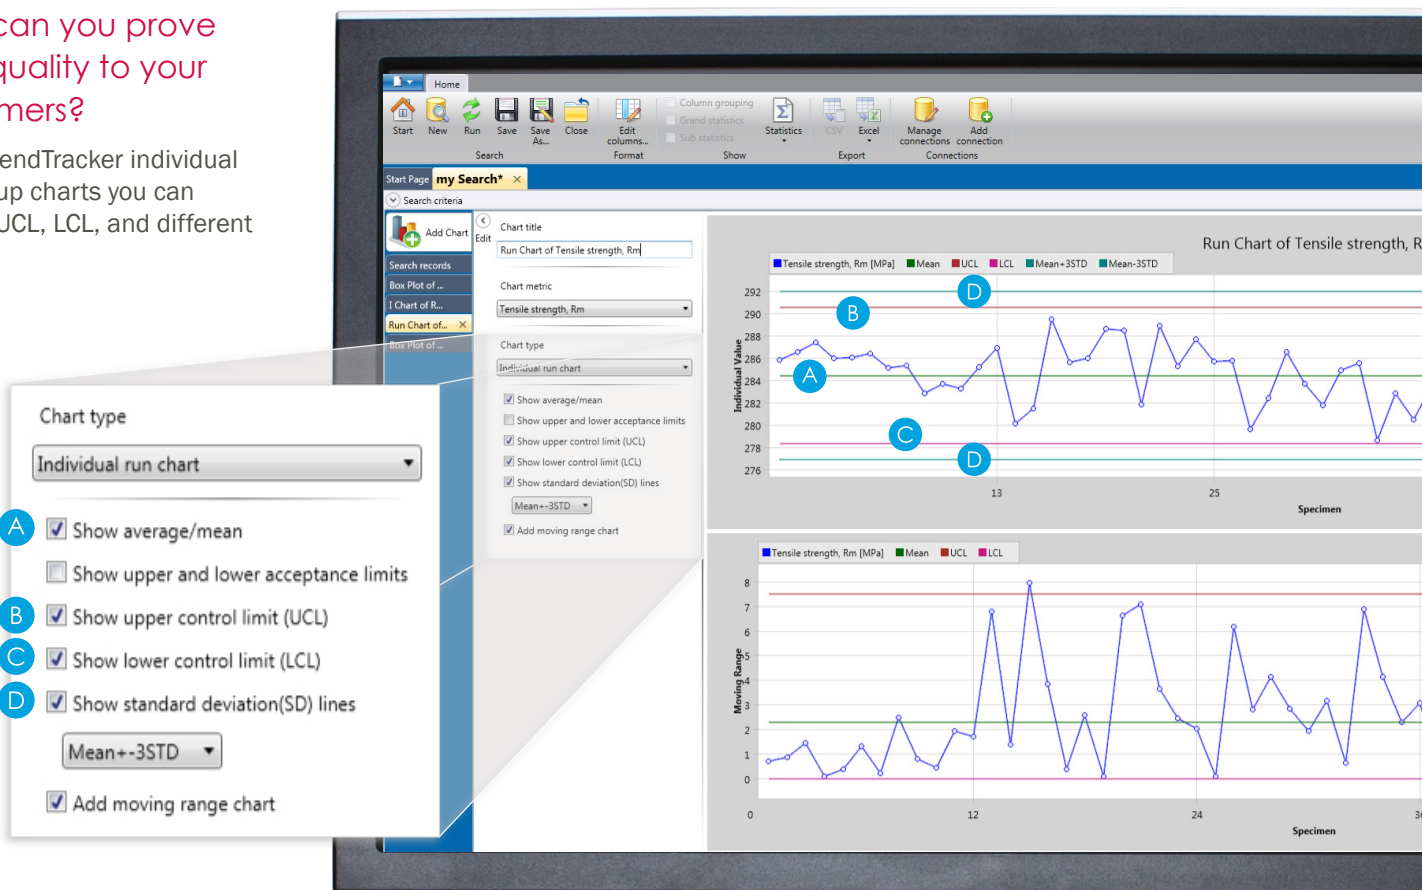 can you prove
quality to your
mers?
endTracker individual
up charts you can
UCL, LCL, and different
Home
Start
New
Run
Save
Save As...
Close
Edit columns...
Column grouping
Grand statistics
Sub statistics
Statistics
CSV
Excel
Manage connections
Add connection
Search
Format
Show
Export
Connections
Start Page
my Search*
Search criteria
Add Chart
Edit
Search records
Box Plot of ...
I Chart of R...
Run Chart of...
Box Plot of ...
Chart title
Run Chart of Tensile strength, Rm
Chart metric
Tensile strength, Rm
Chart type
Individual run chart
Show average/mean
Show upper and lower acceptance limits
Show upper control limit (UCL)
Show lower control limit (LCL)
Show standard deviation(SD) lines
Mean+-3STD
Add moving range chart
Chart type
Individual run chart
A Show average/mean
Show upper and lower acceptance limits
B Show upper control limit (UCL)
C Show lower control limit (LCL)
D Show standard deviation(SD) lines
Mean+-3STD
Add moving range chart
Run Chart of Tensile strength, R
Tensile strength, Rm [MPa] Mean UCL LCL Mean+3STD Mean-3STD
Individual Value
292
290
288
286
284
282
280
278
276
D
B
A
C
D
13 25
Specimen
Tensile strength, Rm [MPa] Mean UCL LCL
Moving Range
8
7
6
5
4
3
2
1
0
0 12 24 36
Specimen